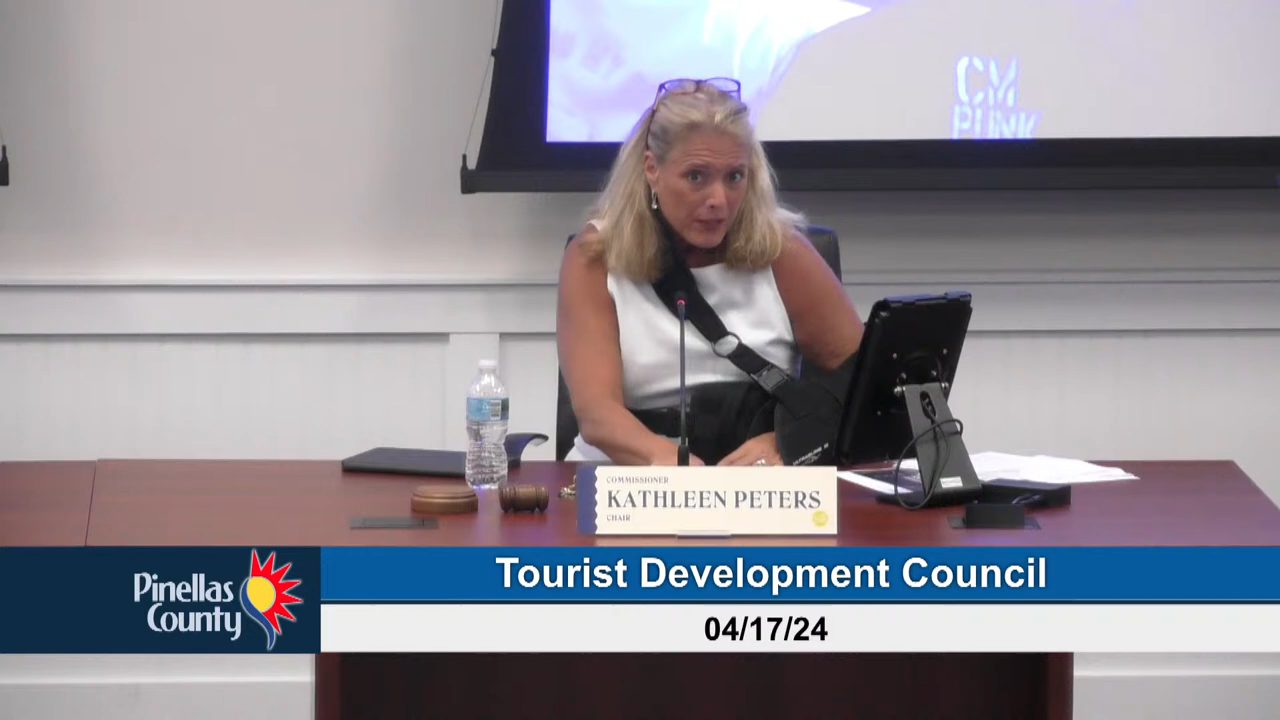 CM
PUNK
COMMISSIONER
KATHLEEN PETERS
CHAIR
Pinellas
County
Tourist Development Council
04/17/24